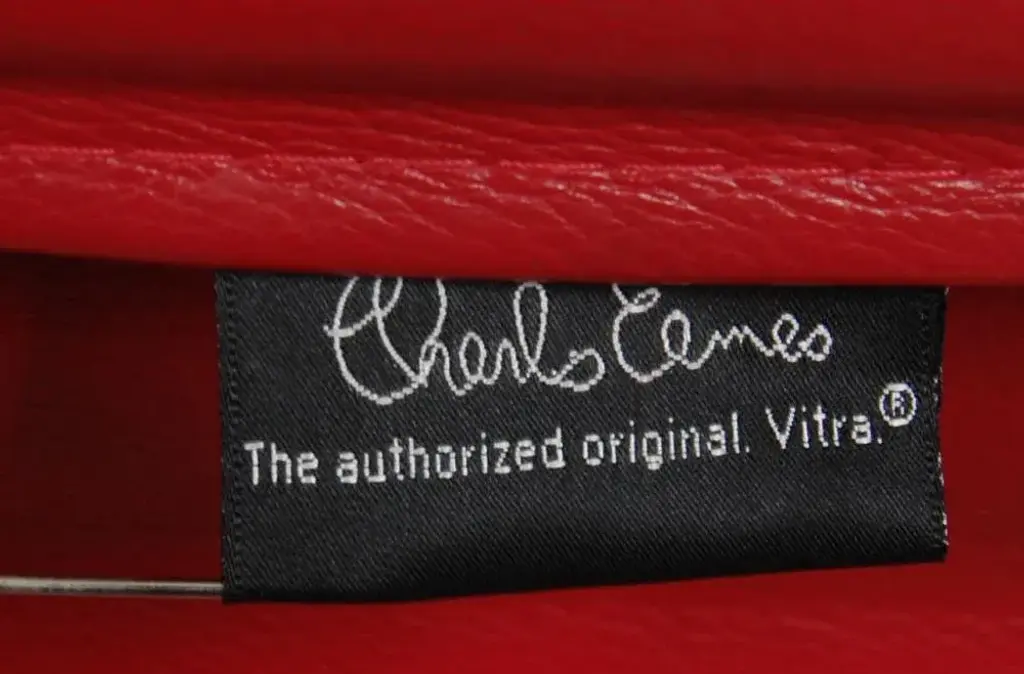 Charles Eames
The authorized original. Vitra.®